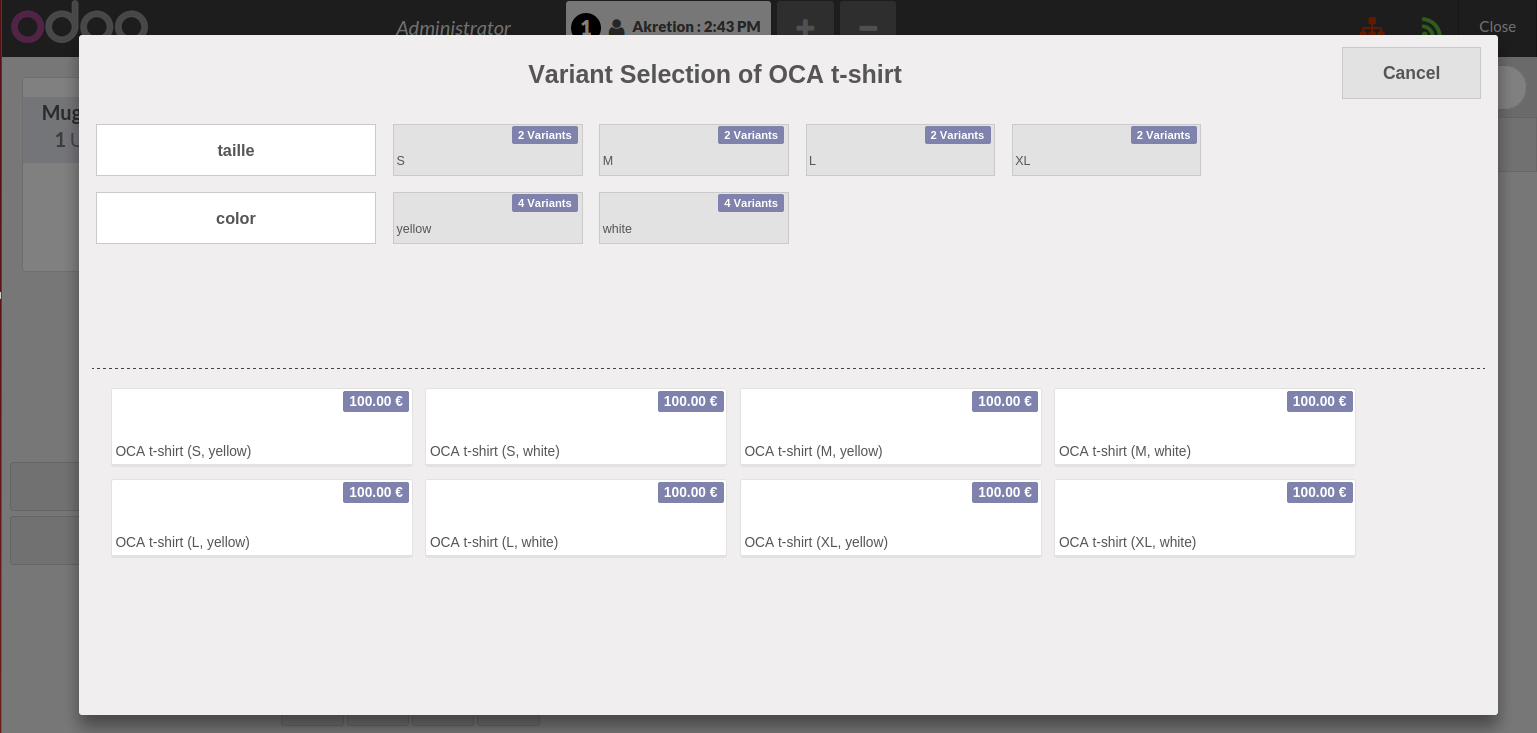 odoo
Administrator
1 Akretion : 2:43 PM
+
−
Close
Variant Selection of OCA t-shirt
Cancel
Mug
1 U
taille
2 Variants
S
2 Variants
M
2 Variants
L
2 Variants
XL
color
4 Variants
yellow
4 Variants
white
100.00 €
OCA t-shirt (S, yellow)
100.00 €
OCA t-shirt (S, white)
100.00 €
OCA t-shirt (M, yellow)
100.00 €
OCA t-shirt (M, white)
100.00 €
OCA t-shirt (L, yellow)
100.00 €
OCA t-shirt (L, white)
100.00 €
OCA t-shirt (XL, yellow)
100.00 €
OCA t-shirt (XL, white)